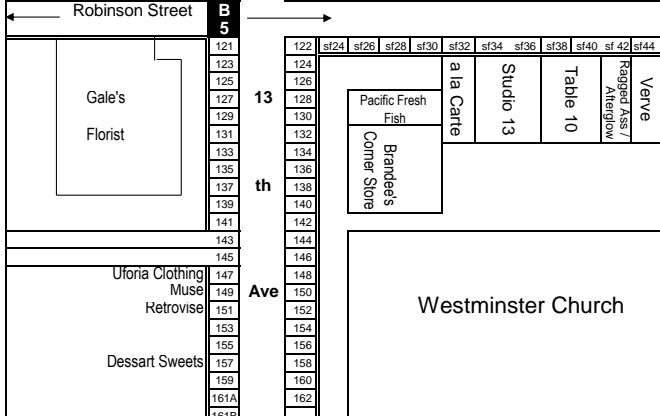 Robinson Street
B
5
121
123
125
127
129
131
133
135
137
139
141
143
145
147
149
151
153
155
157
159
161A
161B
13
th
Ave
122 sf24 sf26 sf28 sf30 sf32 sf34 sf36 sf38 sf40 sf 42 sf44
124
126
128
130
132
134
136
138
140
142
144
146
148
150
152
154
156
158
160
162
Gale's
Florist
Uforia Clothing
Muse
Retrovise
Dessart Sweets
Pacific Fresh
Fish
Brandee's
Corner Store
a la Carte
Studio 13
Table 10
Ragged Ass /
Afterglow
Verve
Westminster Church